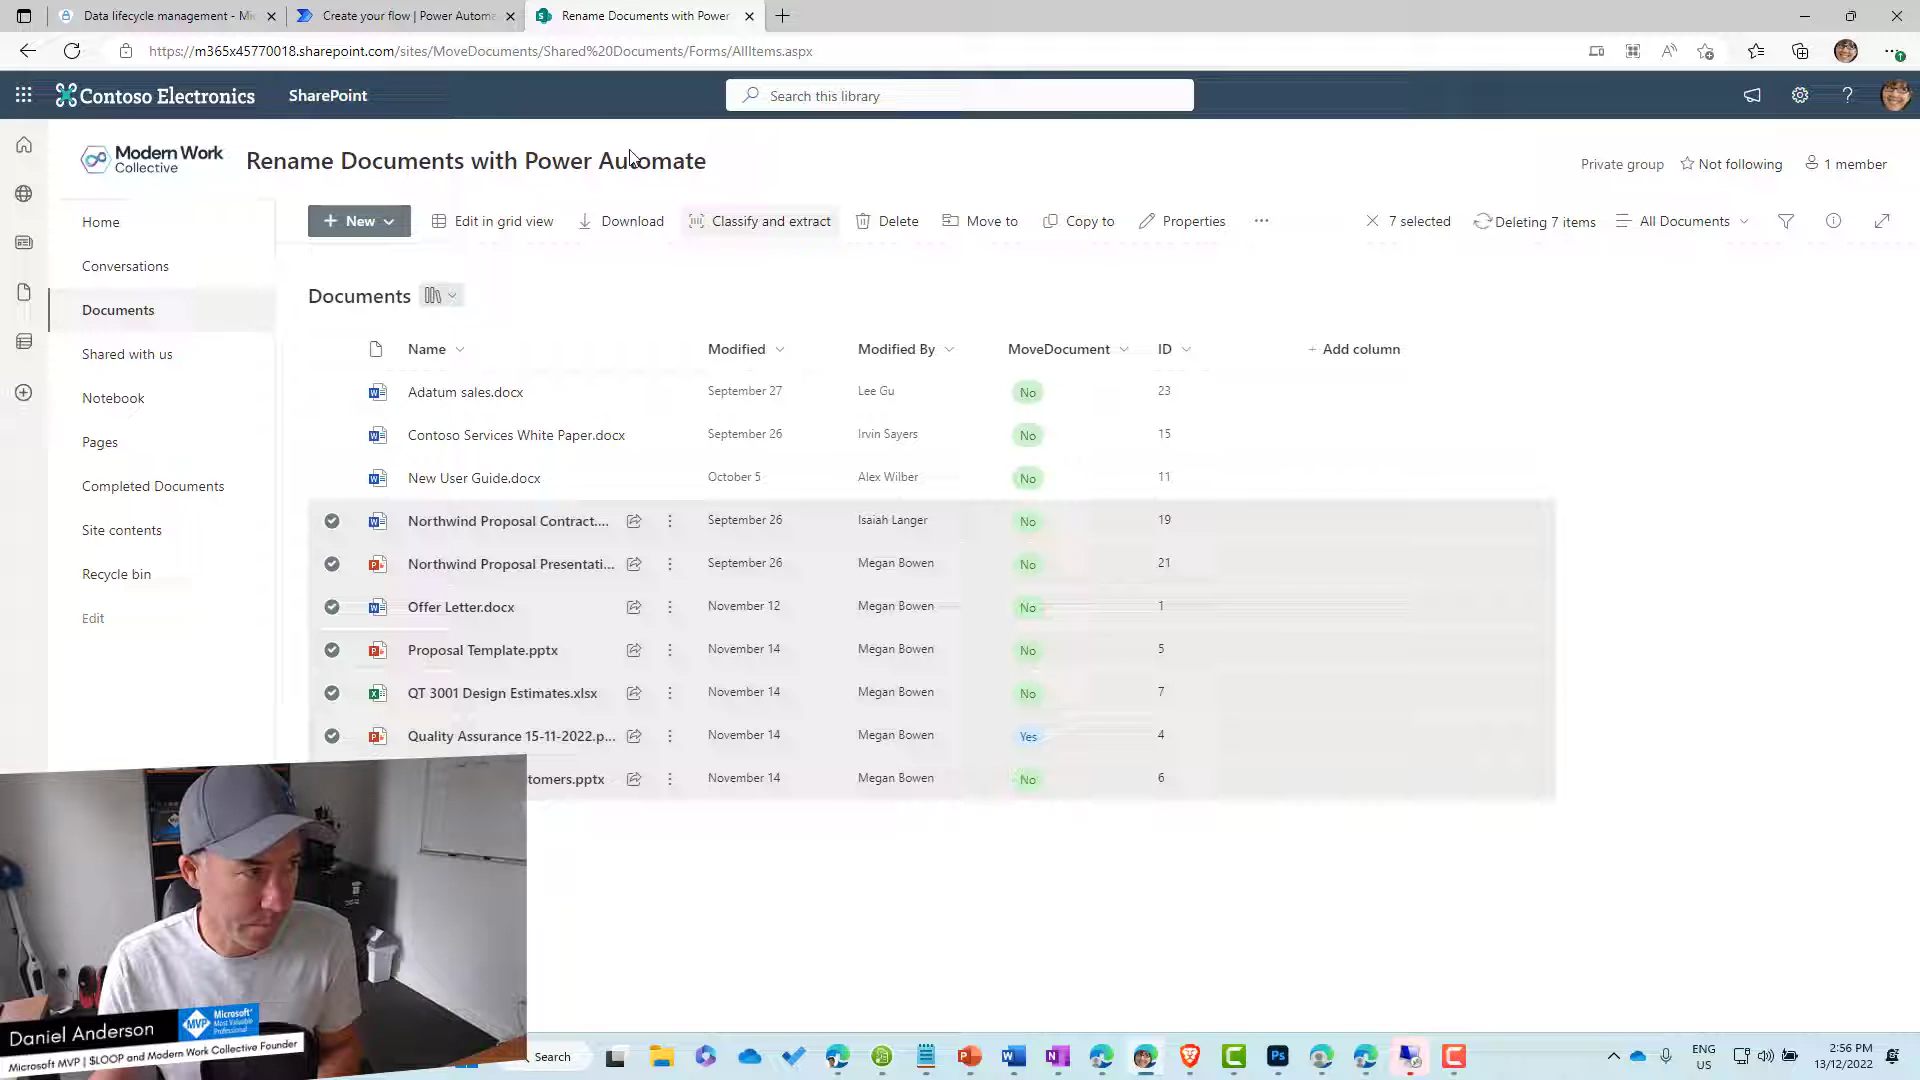 Data lifecycle management - Mi
Create your flow | Power Automa
Rename Documents with Power
https://m365x45770018.sharepoint.com/sites/MoveDocuments/Shared%20Documents/Forms/AllItems.aspx
Contoso Electronics
SharePoint
Search this library
Modern Work
Collective
Rename Documents with Power Automate
Private group
Not following
1 member
New
Edit in grid view
Download
Classify and extract
Delete
Move to
Copy to
Properties
7 selected
Deleting 7 items
All Documents
Home
Conversations
Documents
Shared with us
Notebook
Pages
Completed Documents
Site contents
Recycle bin
Edit
Documents
Name Modified Modified By MoveDocument ID + Add column
Adatum sales.docx September 27 Lee Gu No 23
Contoso Services White Paper.docx September 26 Irvin Sayers No 15
New User Guide.docx October 5 Alex Wilber No 11
Northwind Proposal Contract.... September 26 Isaiah Langer No 19
Northwind Proposal Presentati... September 26 Megan Bowen No 21
Offer Letter.docx November 12 Megan Bowen No 1
Proposal Template.pptx November 14 Megan Bowen No 5
QT 3001 Design Estimates.xlsx November 14 Megan Bowen No 7
Quality Assurance 15-11-2022.p... November 14 Megan Bowen Yes 4
tomers.pptx November 14 Megan Bowen No 6
Daniel Anderson
MVP
Microsoft
Most Valuable
Professional
Microsoft MVP | $LOOP and Modern Work Collective Founder
Search
ENG
US
2:56 PM
13/12/2022